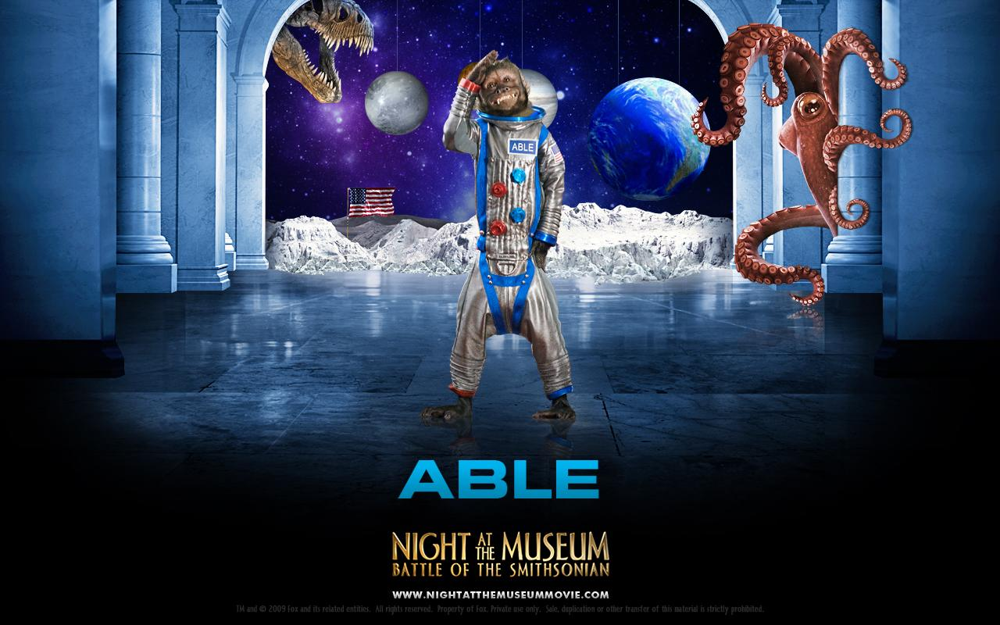 ABLE
ABLE
NIGHT AT THE MUSEUM
BATTLE OF THE SMITHSONIAN
WWW.NIGHTATTHEMUSEUMMOVIE.COM
TM and © 2009 Fox and its related entities. All rights reserved. Property of Fox. Private use only. Sale, duplication or other transfer of this material is strictly prohibited.